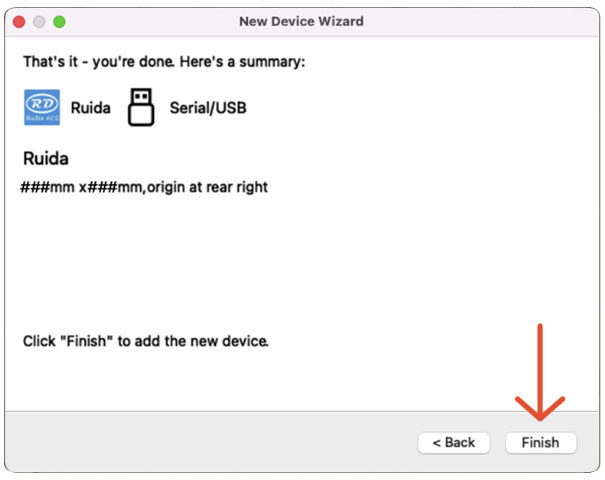 New Device Wizard
That's it - you're done. Here's a summary:
RD
RuiDa ACS
Ruida
Serial/USB
Ruida
###mm x###mm,origin at rear right
Click "Finish" to add the new device.
< Back
Finish